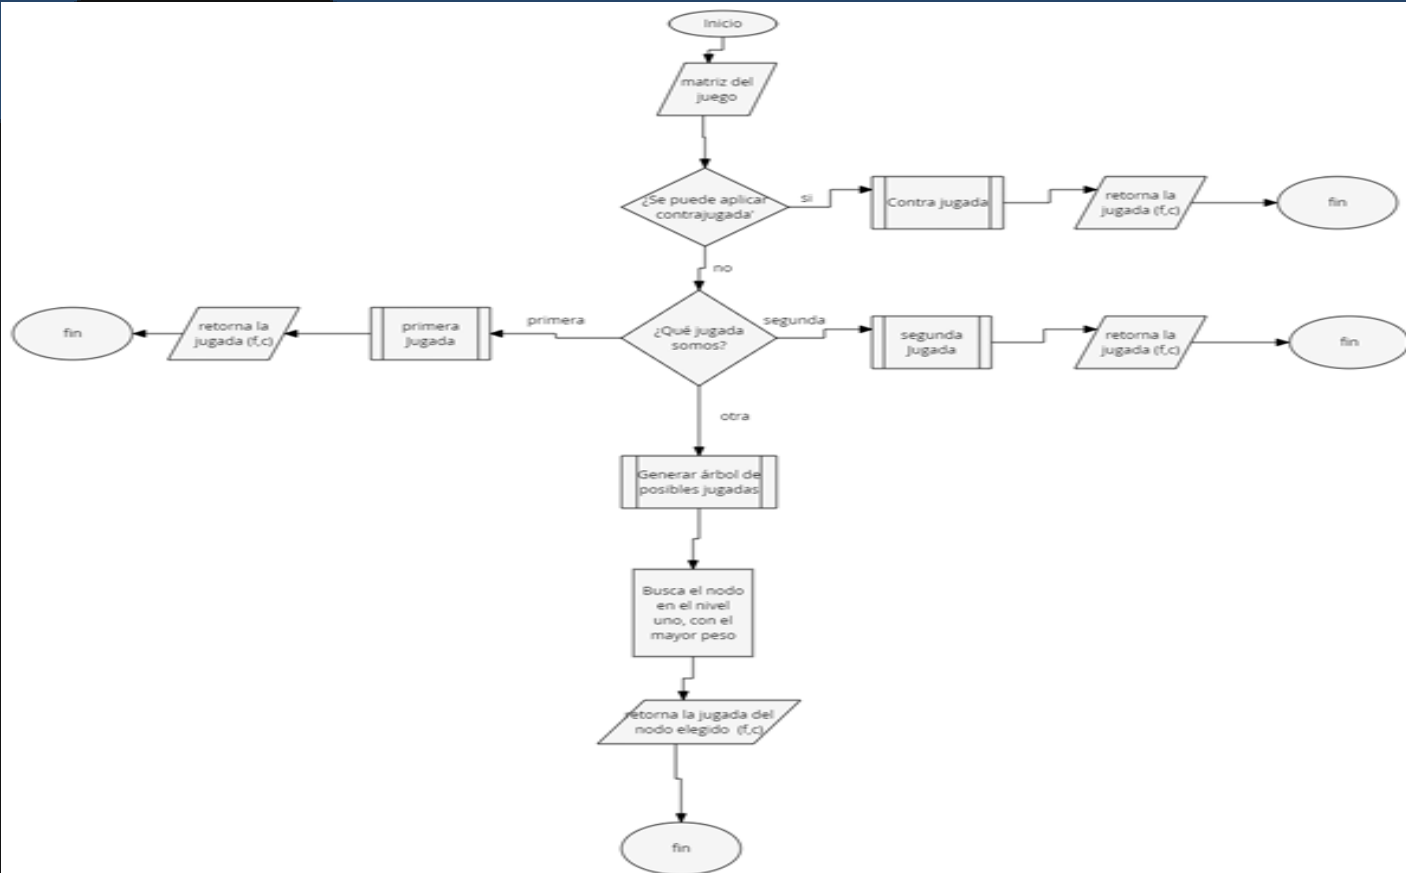 Inicio
matriz del
juego
¿Se puede aplicar
contrajugada'
si
Contra jugada
retorna la
jugada (f,c)
fin
no
¿Qué jugada
somos?
primera
primera
Jugada
retorna la
jugada (f,c)
fin
segunda
segunda
Jugada
retorna la
jugada (f,c)
fin
otra
Generar árbol de
posibles jugadas
Busca el nodo
en el nivel
uno, con el
mayor peso
retorna la jugada del
nodo elegido (f,c)
fin